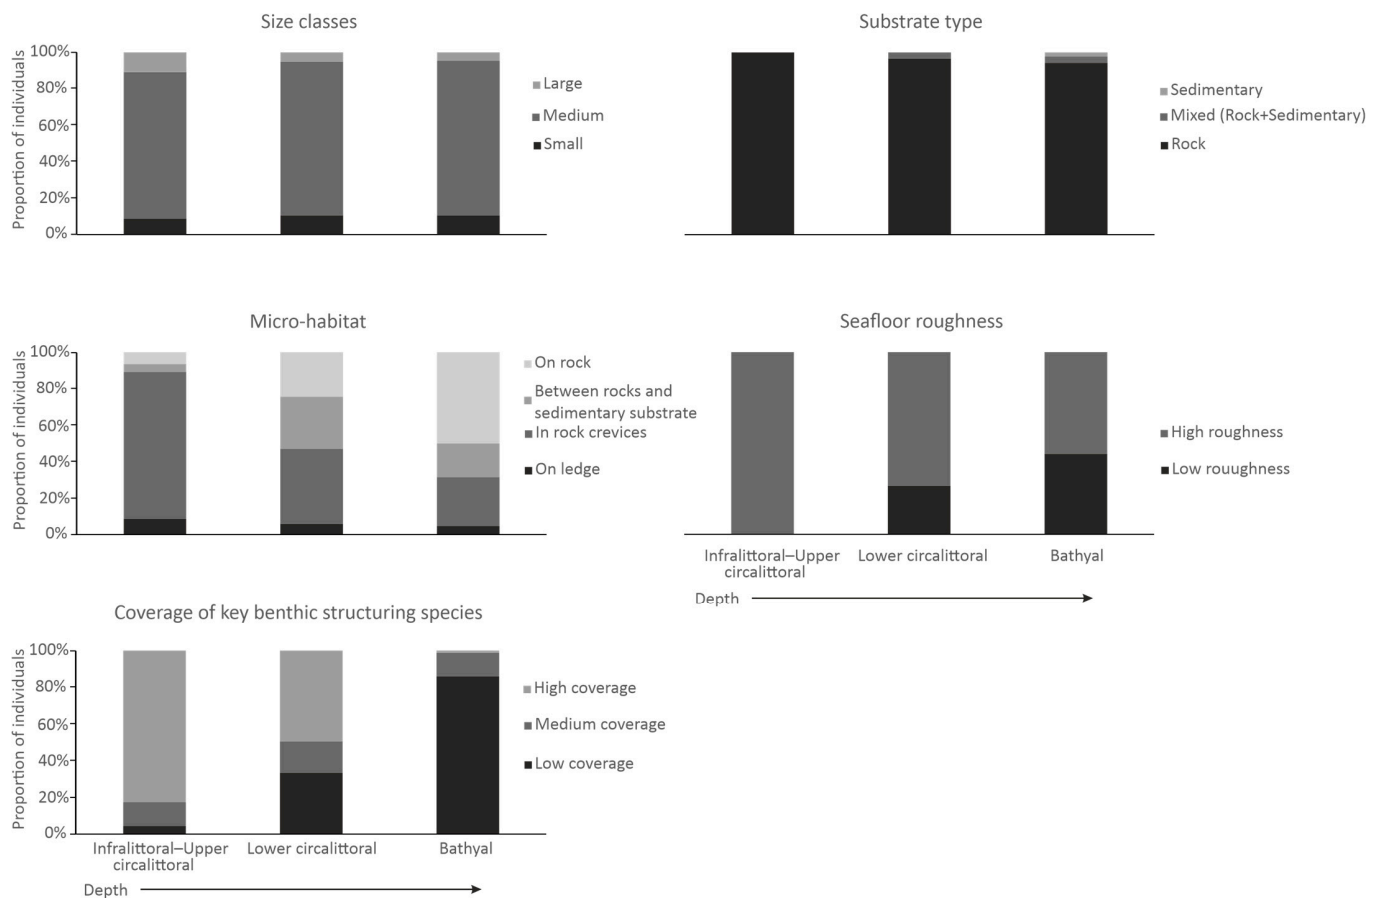 Size classes
Proportion of individuals
100%
80%
60%
40%
20%
0%
Large
Medium
Small
Substrate type
Sedimentary
Mixed (Rock+Sedimentary)
Rock
Micro-habitat
Proportion of individuals
100%
80%
60%
40%
20%
0%
On rock
Between rocks and
sedimentary substrate
In rock crevices
On ledge
Seafloor roughness
High roughness
Low rouughness
Infralittoral–Upper
circalittoral
Lower circalittoral
Bathyal
Depth
Coverage of key benthic structuring species
Proportion of individuals
100%
80%
60%
40%
20%
0%
High coverage
Medium coverage
Low coverage
Infralittoral–Upper
circalittoral
Lower circalittoral
Bathyal
Depth